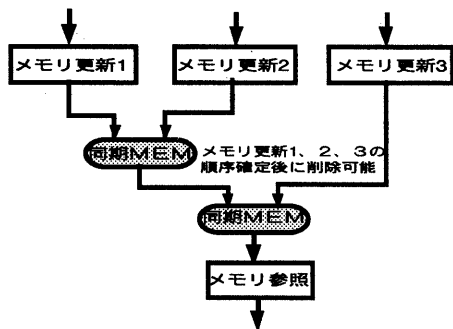 メモリ更新1
メモリ更新2
メモリ更新3
同期MEM
メモリ更新1、2、3の
順序確定後に削除可能
同期MEM
メモリ参照